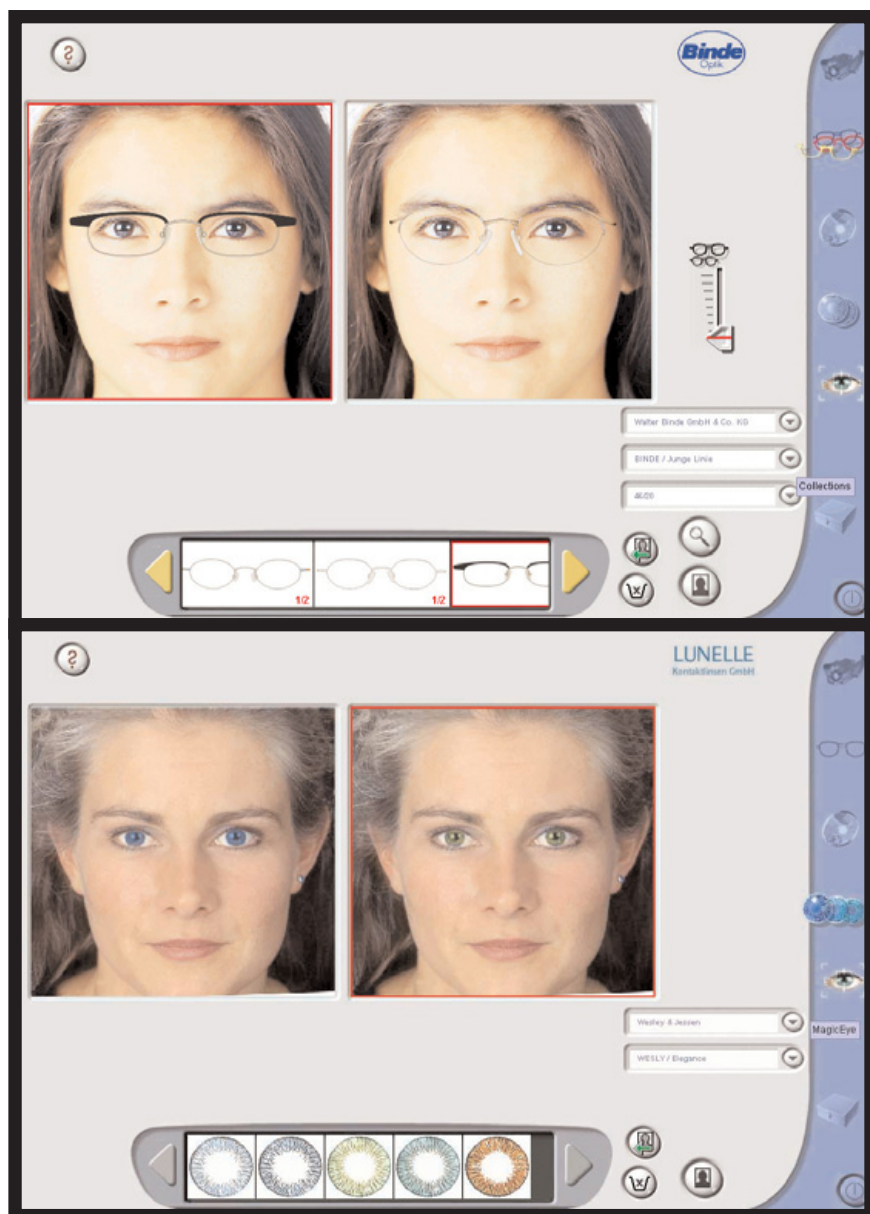 Binde
Optik
Walter Binde GmbH & Co. KG
BINDE / Junge Linie
4620
Collections
1/2
1/2
LUNELLE
Kontaktlinsen GmbH
Wesley & Jessen
MagicEye
WESLY / Elegance